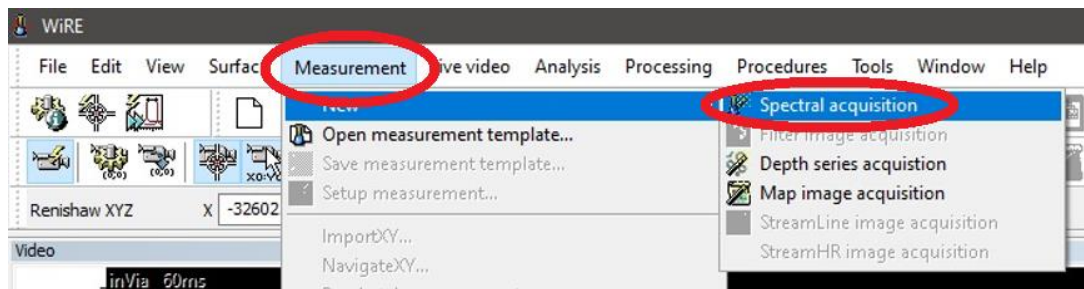 WiRE
File Edit View Surfac Measurement ive video Analysis Processing Procedures Tools Window Help
New
Spectral acquisition
Open measurement template...
Filter image acquisition
Save measurement template...
Depth series acquistion
Setup measurement...
Map image acquisition
Renishaw XYZ X -32602
StreamLine image acquisition
ImportXY...
StreamHR image acquisition
NavigateXY...
Video
inVia 60ms